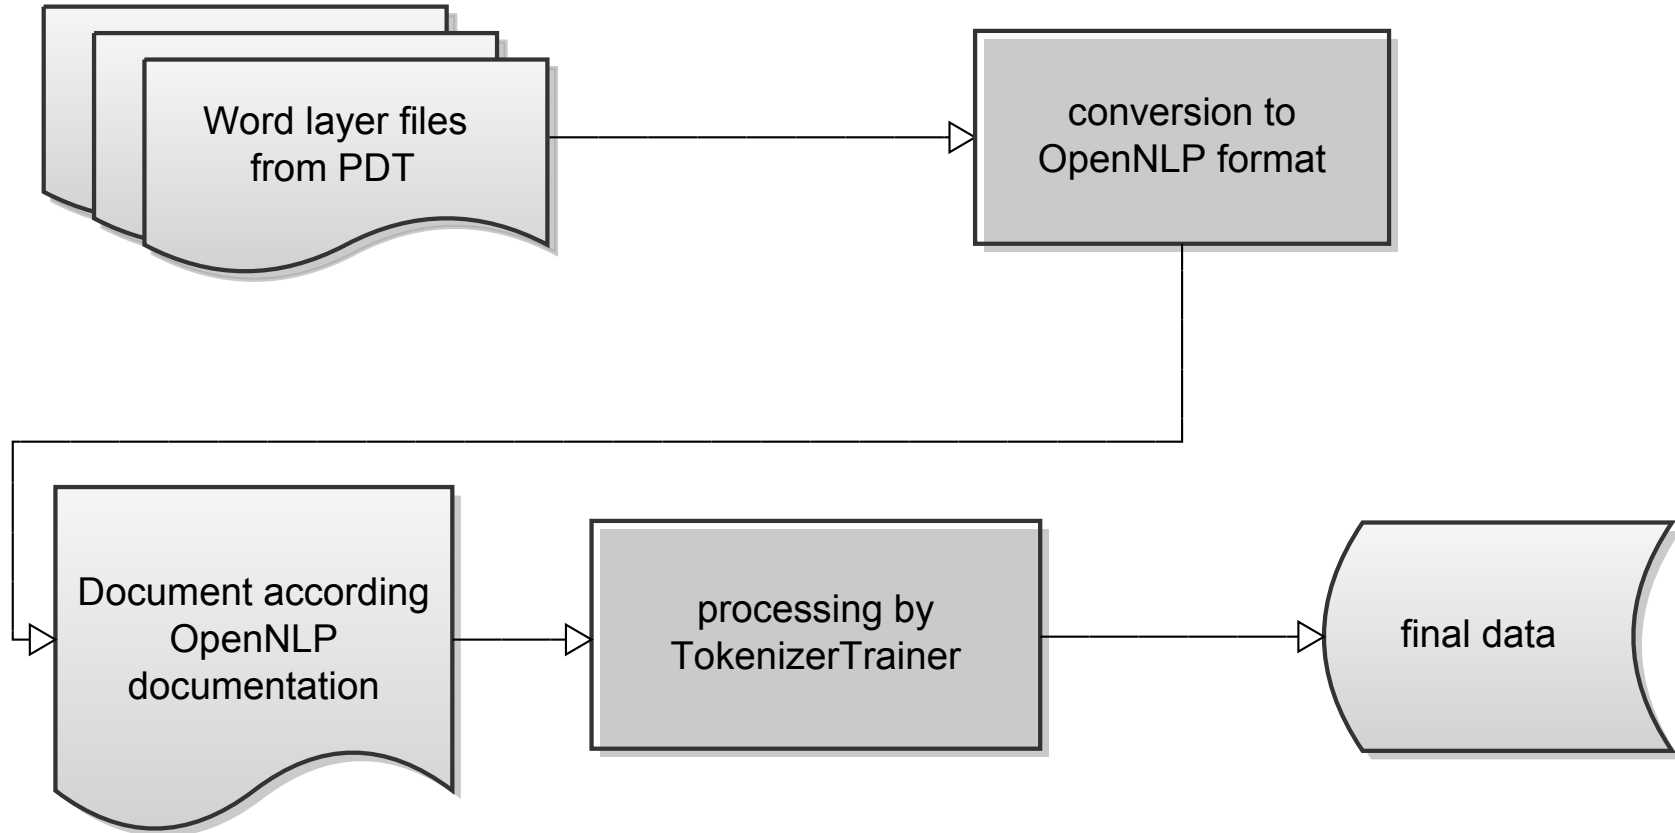 Word layer files
from PDT
conversion to
OpenNLP format
Document according
OpenNLP
documentation
processing by
TokenizerTrainer
final data